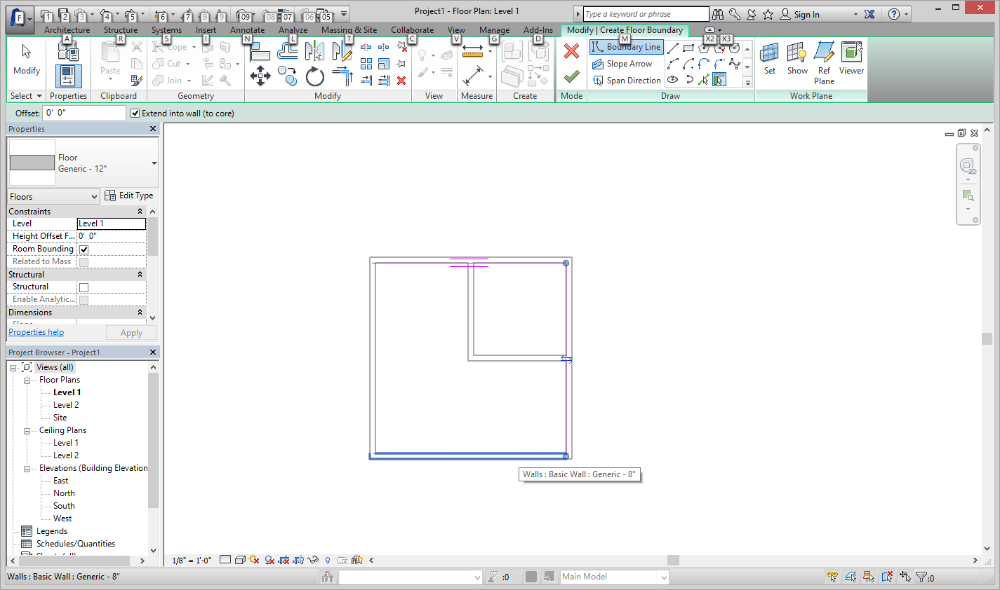 1 2 3 4 5 6 7 8 9 09 08 07 06 05
Project1 - Floor Plan: Level 1
Type a keyword or phrase
Sign In
Architecture Structure Systems Insert Annotate Analyze Massing & Site Collaborate View Manage Add-Ins Modify | Create Floor Boundary
A R S I N L T C V G D M X2 X3
Modify
Paste
Cope
Cut
Join
Boundary Line
Slope Arrow
Span Direction
Set
Show
Ref Plane
Viewer
Select Properties Clipboard Geometry Modify View Measure Create Mode Draw Work Plane
Offset: 0' 0" Extend into wall (to core)
Properties
Floor
Generic - 12"
Floors
Edit Type
Constraints
Level Level 1
Height Offset F... 0' 0"
Room Bounding
Related to Mass
Structural
Structural
Enable Analytic...
Dimensions
Slope
Properties help
Apply
Project Browser - Project1
Views (all)
Floor Plans
Level 1
Level 2
Site
Ceiling Plans
Level 1
Level 2
Elevations (Building Elevation
East
North
South
West
Legends
Schedules/Quantities
2D
Walls : Basic Wall : Generic - 8"
1/8" = 1'-0"
Walls : Basic Wall : Generic - 8"
:0
Main Model
:0